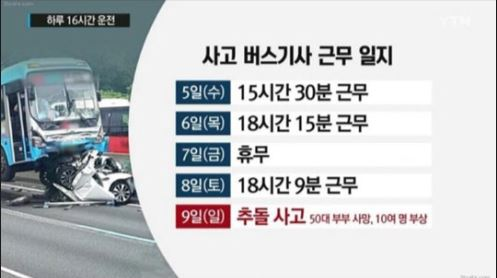 하루 16시간 운전
YTN
사고 버스기사 근무 일지
5일(수) 15시간 30분 근무
6일(목) 18시간 15분 근무
7일(금) 휴무
8일(토) 18시간 9분 근무
9일(일) 추돌 사고 50대 부부 사망, 10여 명 부상